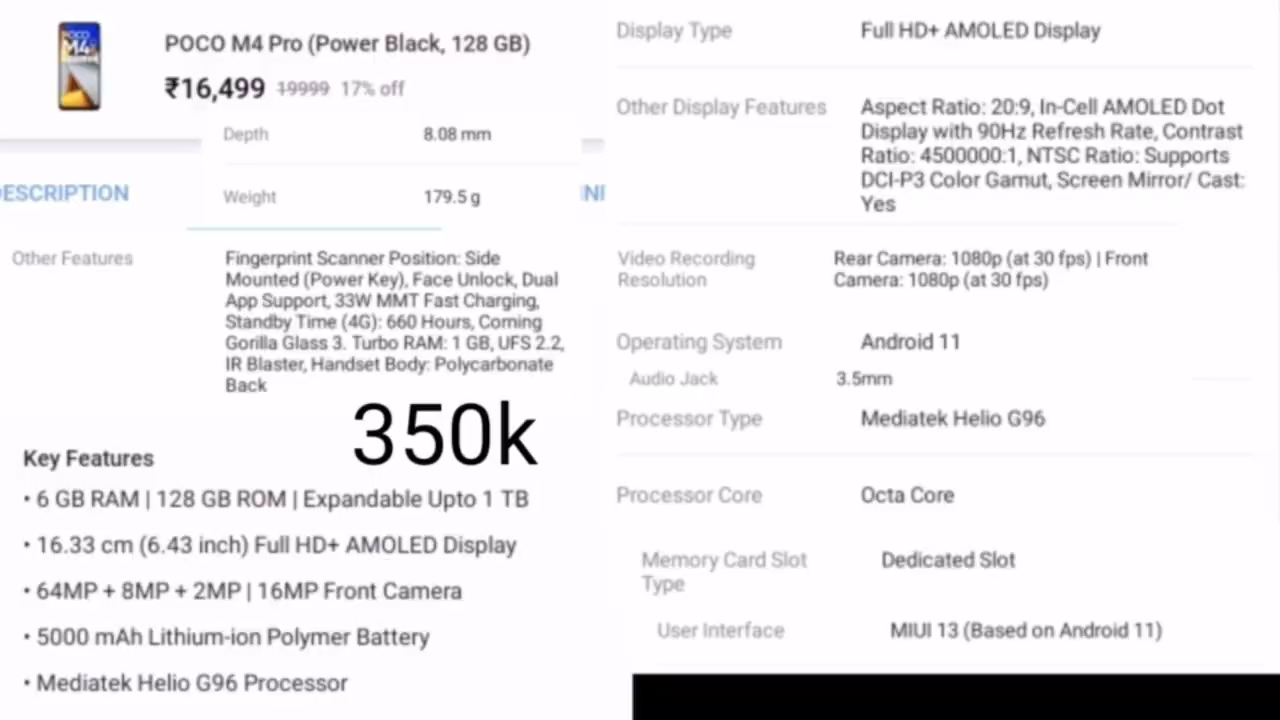 POCO M4 Pro (Power Black, 128 GB)
₹16,499 19999 17% off
Depth 8.08 mm
ESCRIPTION
Weight 179.5 g
Other Features Fingerprint Scanner Position: Side
Mounted (Power Key), Face Unlock, Dual
App Support, 33W MMT Fast Charging,
Standby Time (4G): 660 Hours, Coming
Gorilla Glass 3. Turbo RAM: 1 GB, UFS 2.2,
IR Blaster, Handset Body: Polycarbonate
Back
350k
Key Features
• 6 GB RAM | 128 GB ROM | Expandable Upto 1 TB
• 16.33 cm (6.43 inch) Full HD+ AMOLED Display
• 64MP + 8MP + 2MP | 16MP Front Camera
• 5000 mAh Lithium-ion Polymer Battery
• Mediatek Helio G96 Processor
Display Type Full HD+ AMOLED Display
Other Display Features Aspect Ratio: 20:9, In-Cell AMOLED Dot
Display with 90Hz Refresh Rate, Contrast
Ratio: 4500000:1, NTSC Ratio: Supports
DCI-P3 Color Gamut, Screen Mirror/ Cast:
Yes
Video Recording Rear Camera: 1080p (at 30 fps) | Front
Resolution Camera: 1080p (at 30 fps)
Operating System Android 11
Audio Jack 3.5mm
Processor Type Mediatek Helio G96
Processor Core Octa Core
Memory Card Slot Dedicated Slot
Type
User Interface MIUI 13 (Based on Android 11)